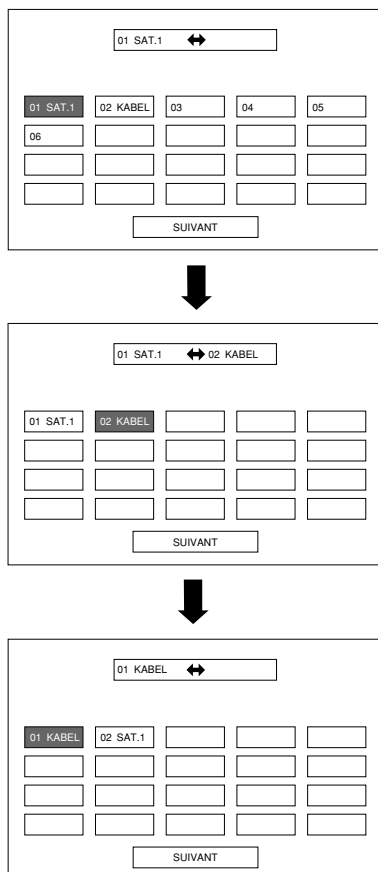 01 SAT.1 ⬌
01 SAT.1 02 KABEL 03 04 05
06
SUIVANT
01 SAT.1 ⬌ 02 KABEL
01 SAT.1 02 KABEL
SUIVANT
01 KABEL ⬌
01 KABEL 02 SAT.1
SUIVANT